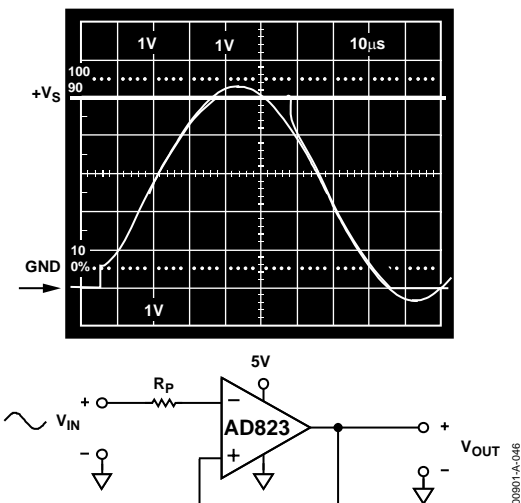 1V 1V 10µs
100
+VS 90
10
GND 0%
1V
5V
RP
+ − +
VIN AD823 VOUT
− + −
00901-A-046